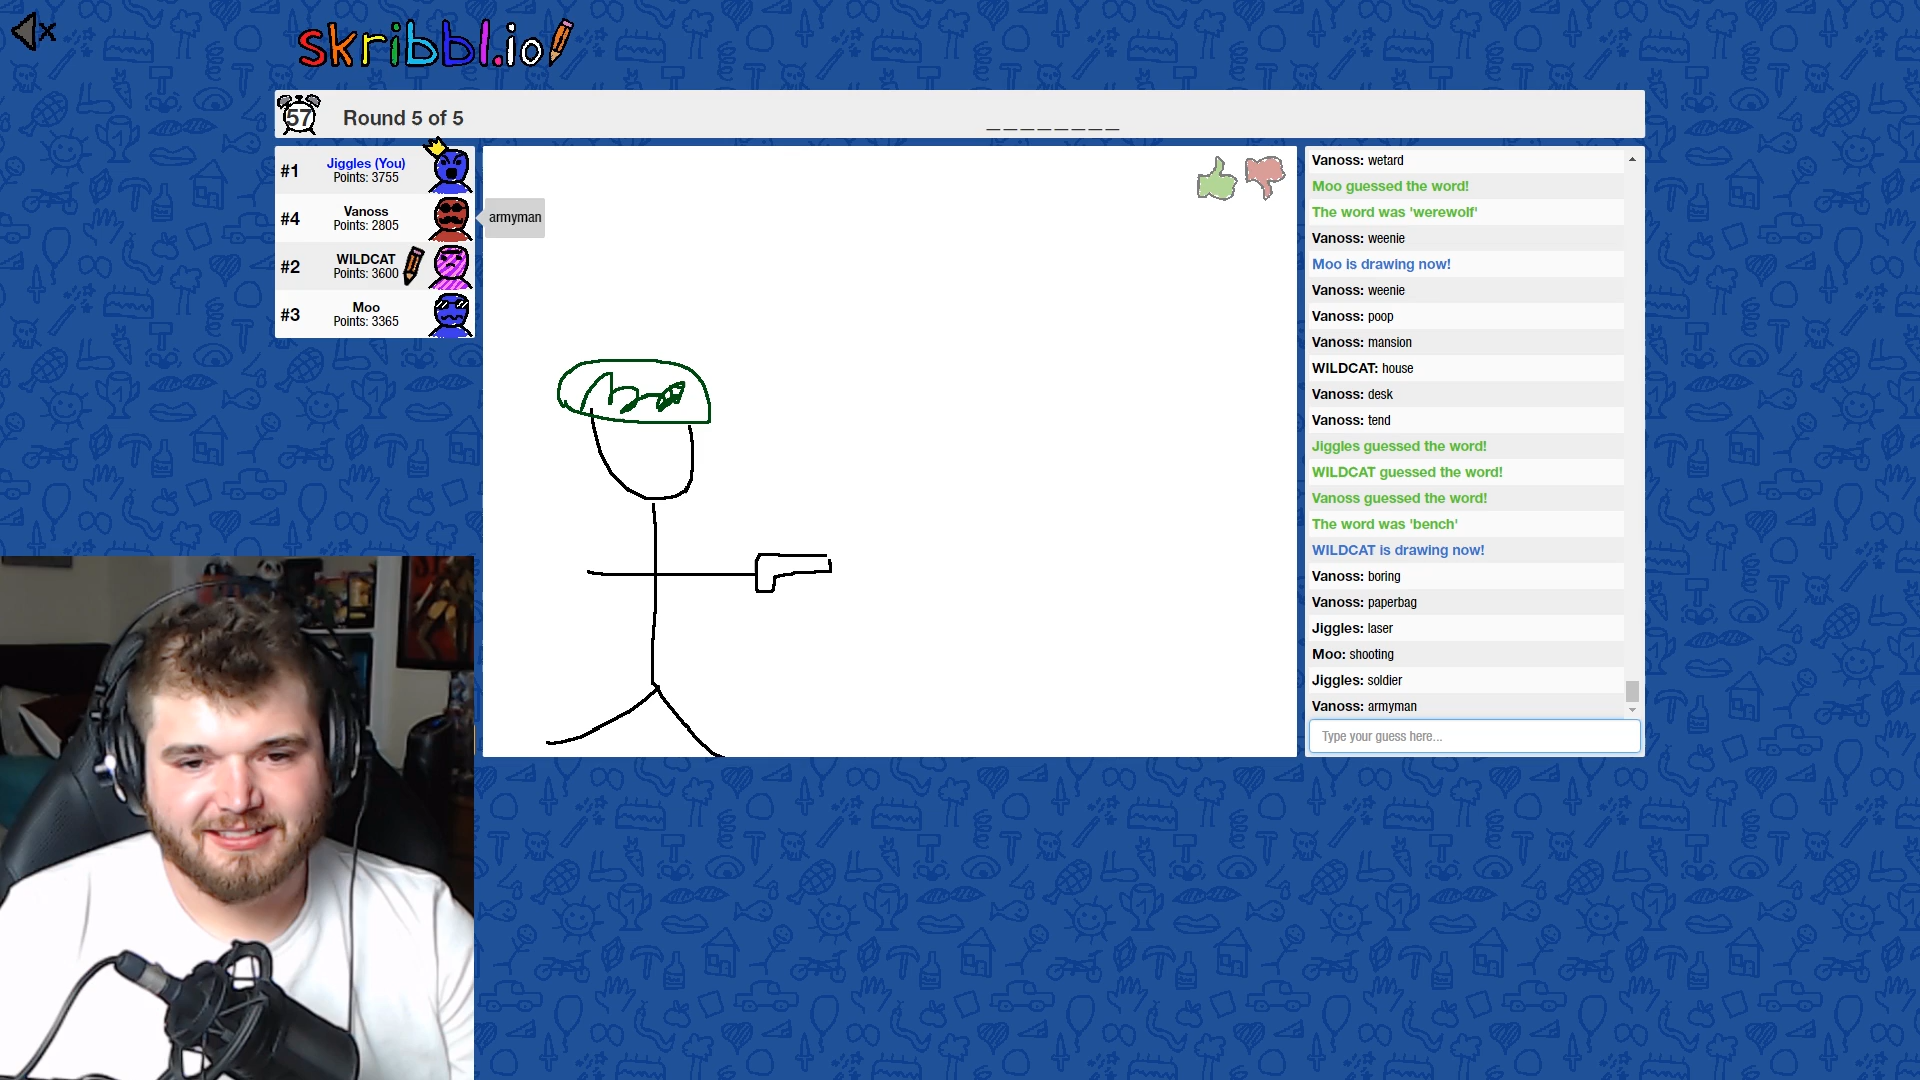 skribbl.io
57
Round 5 of 5
________
#1
Jiggles (You)
Points: 3755
#4
Vanoss
Points: 2805
#2
WILDCAT
Points: 3600
#3
Moo
Points: 3365
armyman
Vanoss: wetard
Moo guessed the word!
The word was 'werewolf'
Vanoss: weenie
Moo is drawing now!
Vanoss: weenie
Vanoss: poop
Vanoss: mansion
WILDCAT: house
Vanoss: desk
Vanoss: tend
Jiggles guessed the word!
WILDCAT guessed the word!
Vanoss guessed the word!
The word was 'bench'
WILDCAT is drawing now!
Vanoss: boring
Vanoss: paperbag
Jiggles: laser
Moo: shooting
Jiggles: soldier
Vanoss: armyman
Type your guess here...